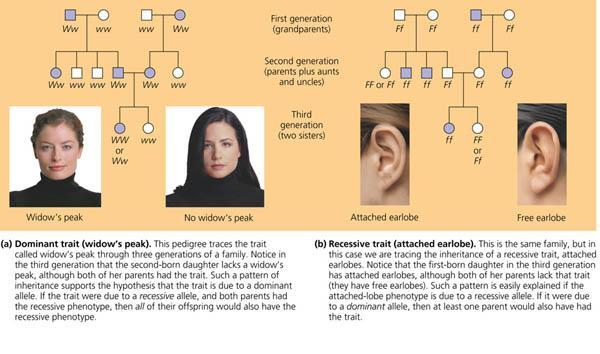 First generation
(grandparents)
Ww ww ww Ww
Ff Ff ff Ff
Second generation
(parents plus aunts
and uncles)
Ww ww ww Ww Ww ww
FF or Ff ff ff Ff Ff ff
Third
generation
(two sisters)
WW
or
Ww
ww
ff
FF
or
Ff
Widow's peak
No widow's peak
Attached earlobe
Free earlobe
(a) Dominant trait (widow's peak). This pedigree traces the trait
called widow's peak through three generations of a family. Notice in
the third generation that the second-born daughter lacks a widow's
peak, although both of her parents had the trait. Such a pattern of
inheritance supports the hypothesis that the trait is due to a dominant
allele. If the trait were due to a recessive allele, and both parents had
the recessive phenotype, then all of their offspring would also have the
recessive phenotype.
(b) Recessive trait (attached earlobe). This is the same family, but in
this case we are tracing the inheritance of a recessive trait, attached
earlobes. Notice that the first-born daughter in the third generation
has attached earlobes, although both of her parents lack that trait
(they have free earlobes). Such a pattern is easily explained if the
attached-lobe phenotype is due to a recessive allele. If it were due
to a dominant allele, then at least one parent would also have had
the trait.